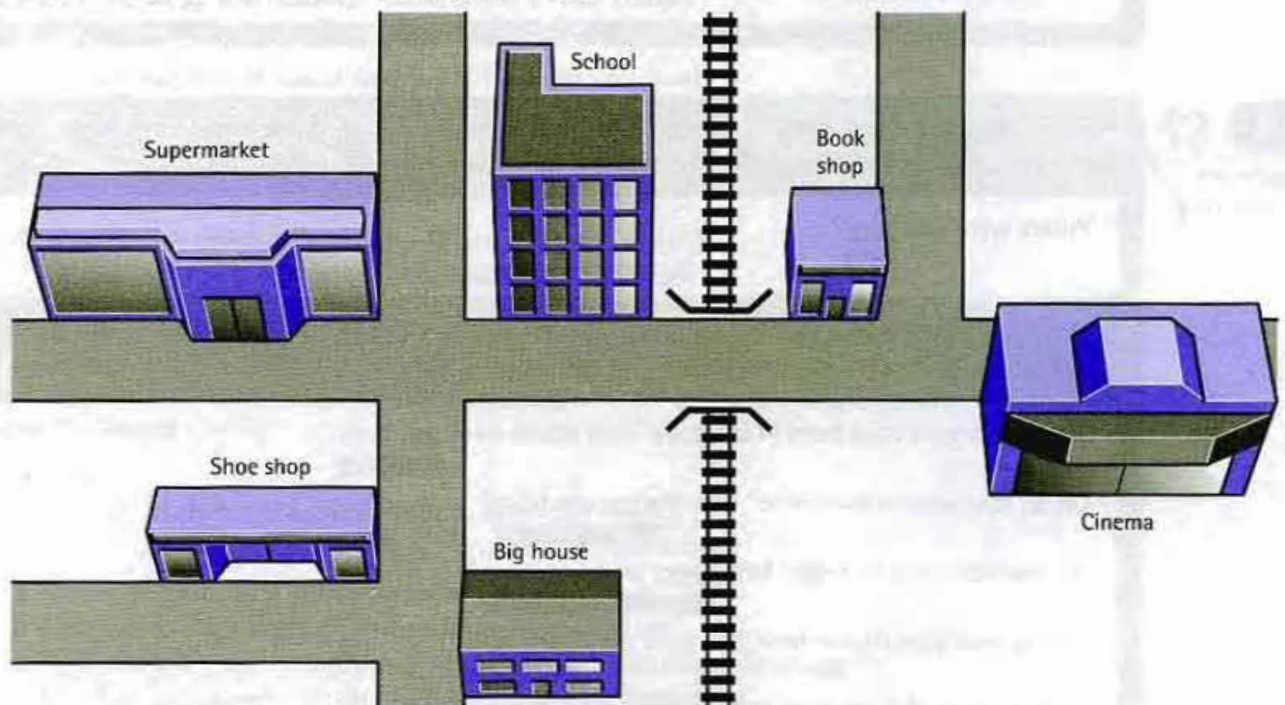 School
Supermarket
Book
shop
Shoe shop
Big house
Cinema